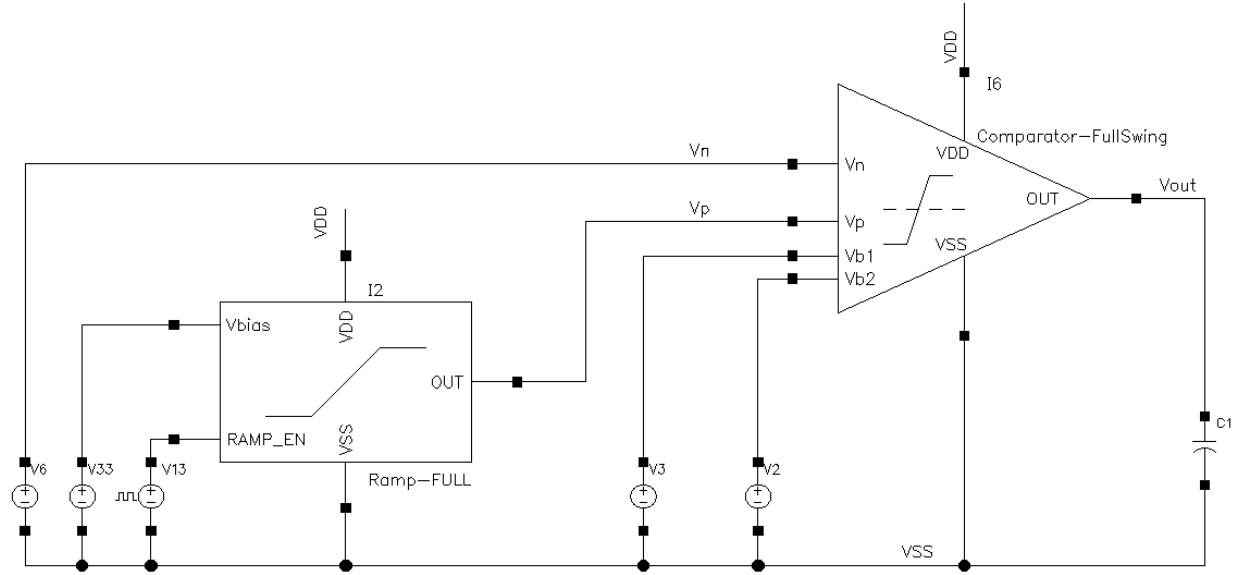 VDD
I6
Comparator-FullSwing
Vn
Vn
VDD
OUT
Vout
VDD
Vp
Vp
VSS
Vb1
Vb2
I2
Vbias
VDD
OUT
RAMP_EN
VSS
C1
V6
V33
V13
Ramp-FULL
V3
V2
VSS